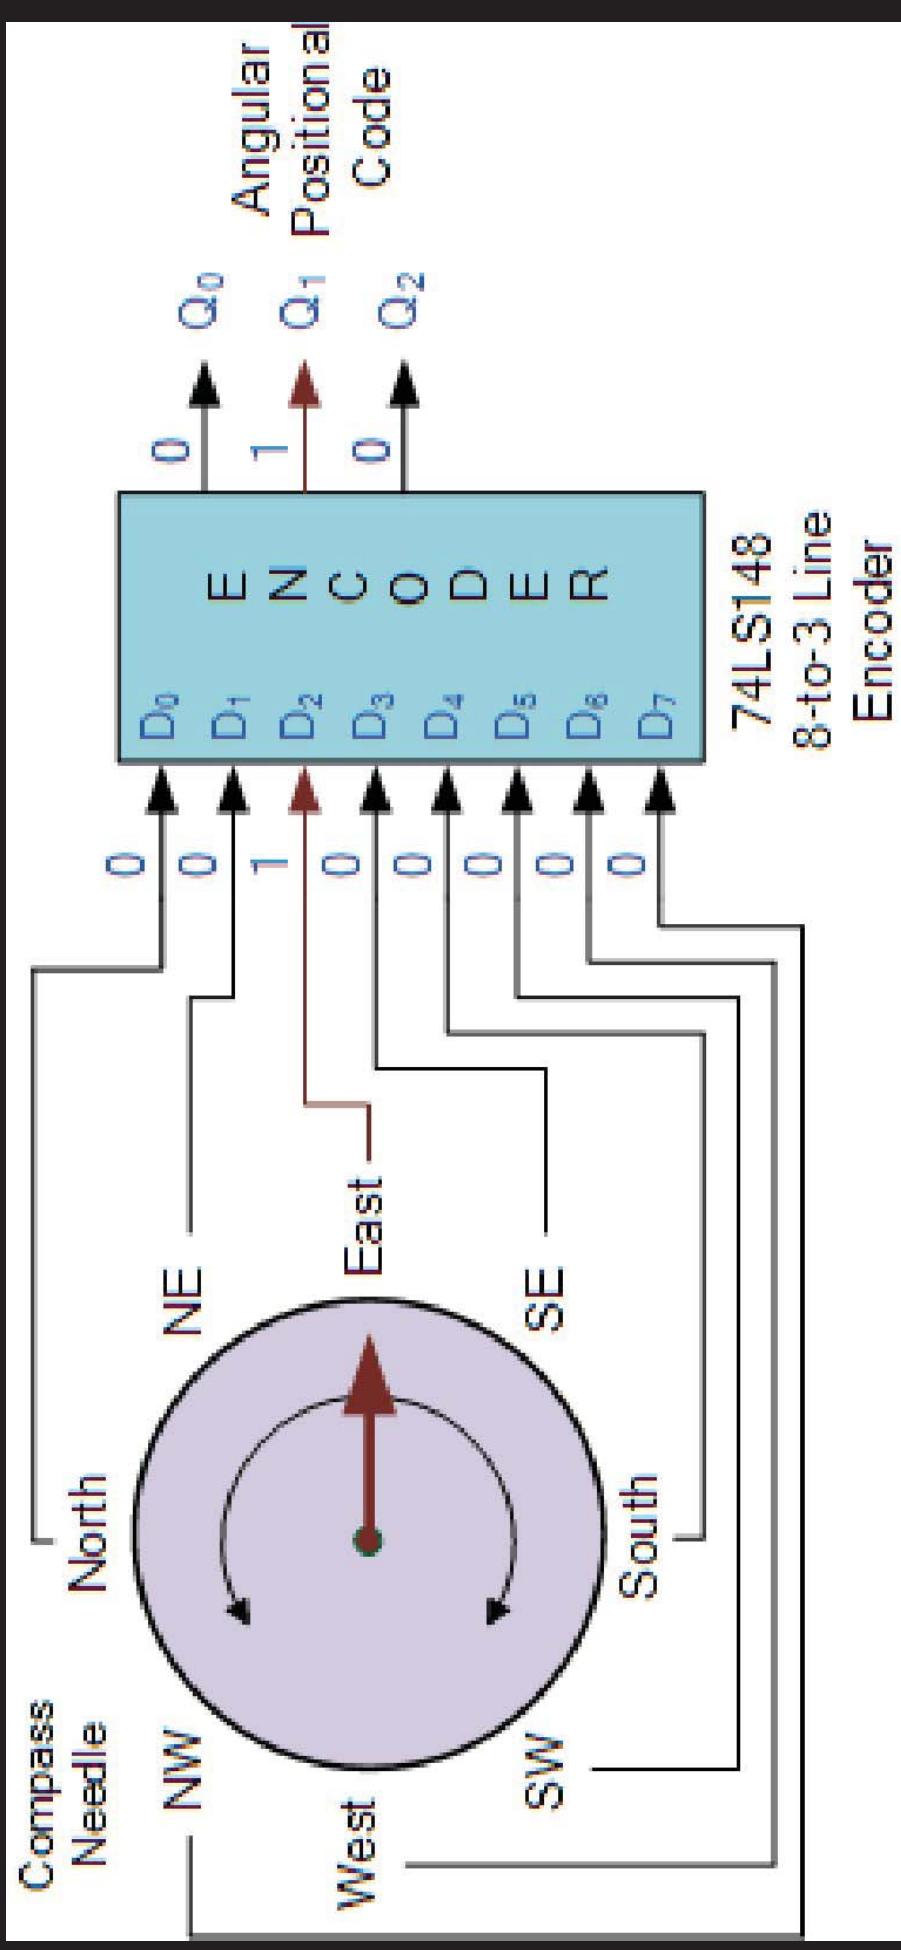 Compass
Needle
North
NW
NE
West
East
SW
SE
South
0
0
1
0
0
0
0
0
D0
D1
D2
D3
D4
D5
D6
D7
E
N
C
O
D
E
R
0
1
0
Q0
Q1
Q2
Angular
Positional
Code
74LS148
8-to-3 Line
Encoder